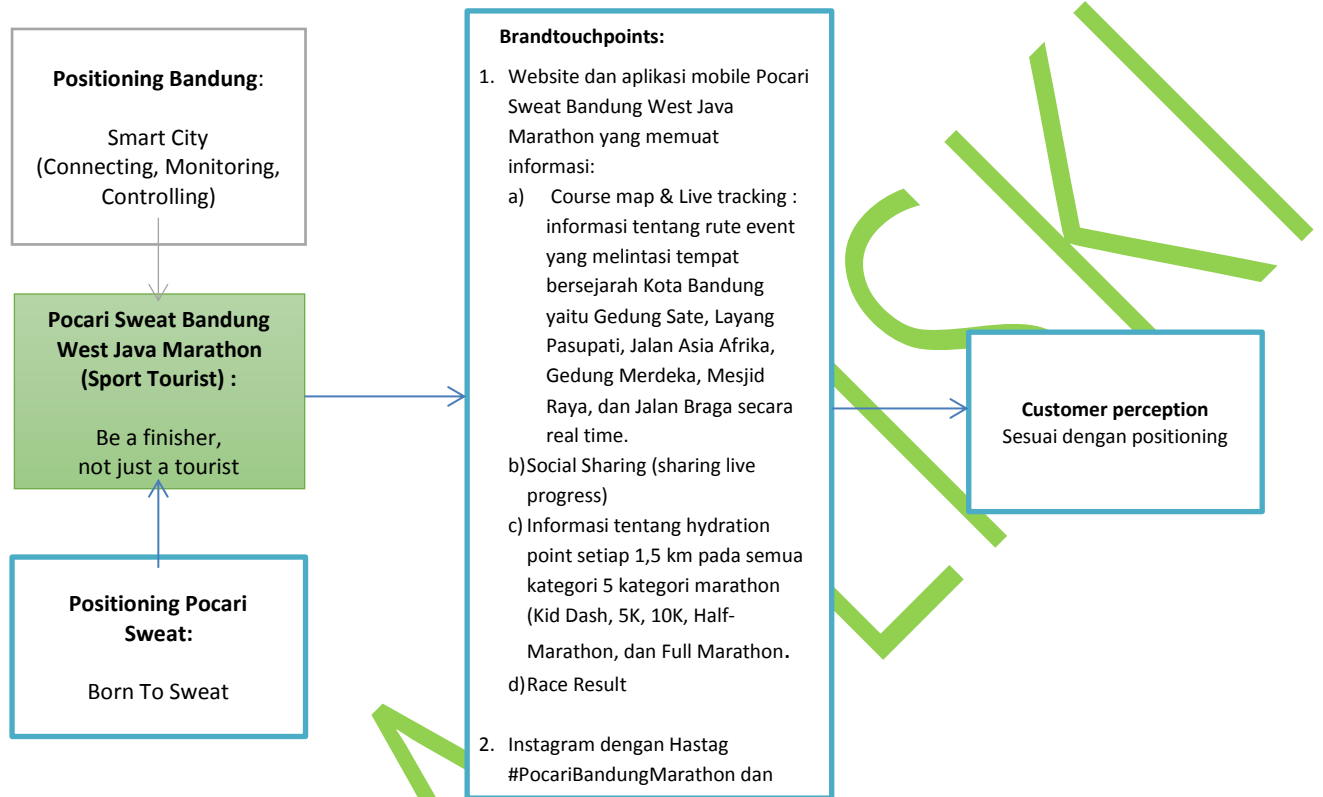 Positioning Bandung:
Smart City
(Connecting, Monitoring,
Controlling)
Pocari Sweat Bandung
West Java Marathon
(Sport Tourist) :
Be a finisher,
not just a tourist
Positioning Pocari
Sweat:
Born To Sweat
Brandtouchpoints:
1. Website dan aplikasi mobile Pocari
Sweat Bandung West Java
Marathon yang memuat
informasi:
a) Course map & Live tracking :
informasi tentang rute event
yang melintasi tempat
bersejarah Kota Bandung
yaitu Gedung Sate, Layang
Pasupati, Jalan Asia Afrika,
Gedung Merdeka, Mesjid
Raya, dan Jalan Braga secara
real time.
b)Social Sharing (sharing live
progress)
c) Informasi tentang hydration
point setiap 1,5 km pada semua
kategori 5 kategori marathon
(Kid Dash, 5K, 10K, Half-
Marathon, dan Full Marathon.
d)Race Result
2. Instagram dengan Hastag
#PocariBandungMarathon dan
Customer perception
Sesuai dengan positioning